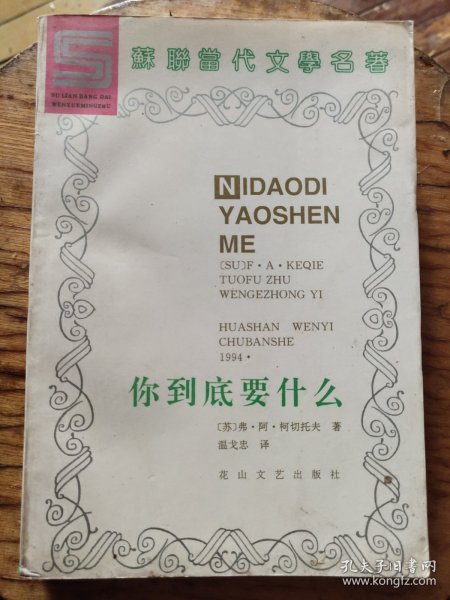 蘇聯當代文學名著
SU LIAN DANG DAI
WENXUEMINGZHU
NIDAODI
YAOSHEN
ME
〔SU〕F·A·KEQIE
TUOFU ZHU
WENGEZHONG YI
HUASHAN WENYI
CHUBANSHE
1994·
你到底要什么
〔苏〕弗·阿·柯切托夫 著
温戈忠 译
花山文艺出版社
孔夫子旧书网
www.kongfz.com